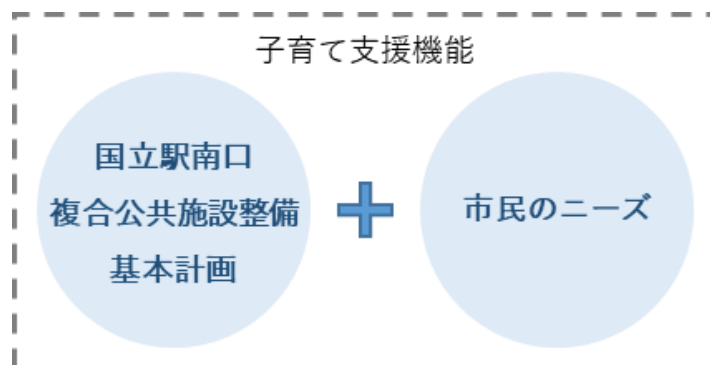 子育て支援機能
国立駅南口
複合公共施設整備
基本計画
市民のニーズ